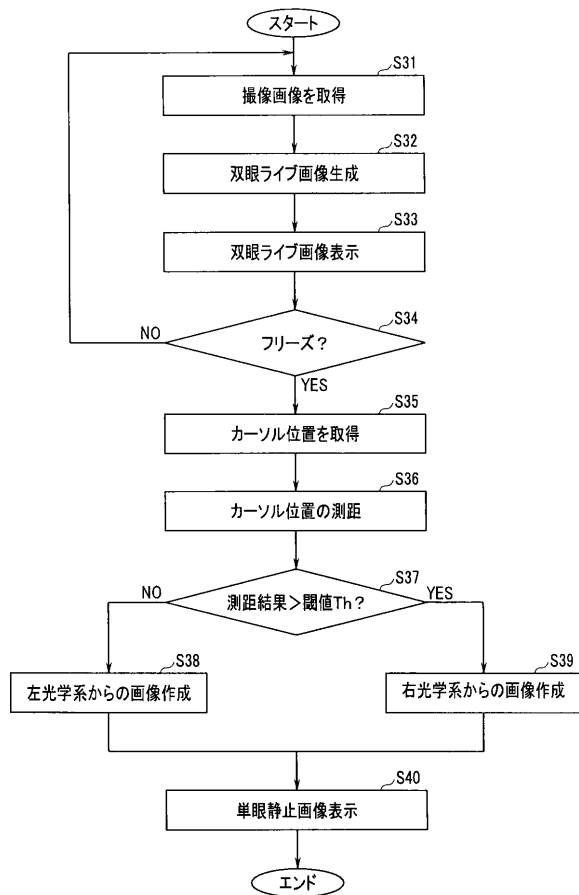 スタート
S31
撮像画像を取得
S32
双眼ライブ画像生成
S33
双眼ライブ画像表示
S34
フリーズ?
NO
YES
S35
カーソル位置を取得
S36
カーソル位置の測距
S37
測距結果>閾値Th?
NO
YES
S38
左光学系からの画像作成
S39
右光学系からの画像作成
S40
単眼静止画像表示
エンド